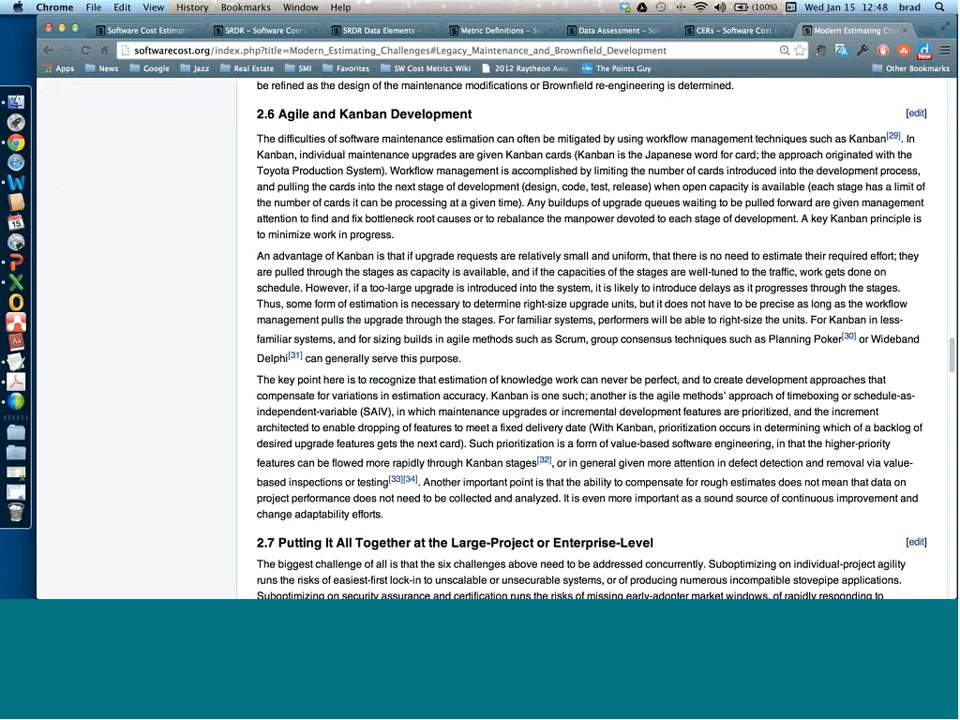 Chrome File Edit View History Bookmarks Window Help (100%) Wed Jan 15 12:48 brad
Software Cost Estimat SRDR – Software Cost SRDR Data Elements - Metric Definitions - So Data Assessment - Sof CERs – Software Cost E Modern Estimating Ch
softwarecost.org/index.php?title=Modern_Estimating_Challenges#Legacy_Maintenance_and_Brownfield_Development
Apps News Google Jazz Real Estate SMI Favorites SW Cost Metrics Wiki 2012 Raytheon Awa The Points Guy Other Bookmarks
be refined as the design of the maintenance modifications or Brownfield re-engineering is determined.
2.6 Agile and Kanban Development [edit]
The difficulties of software maintenance estimation can often be mitigated by using workflow management techniques such as Kanban[29]. In
Kanban, individual maintenance upgrades are given Kanban cards (Kanban is the Japanese word for card; the approach originated with the
Toyota Production System). Workflow management is accomplished by limiting the number of cards introduced into the development process,
and pulling the cards into the next stage of development (design, code, test, release) when open capacity is available (each stage has a limit of
the number of cards it can be processing at a given time). Any buildups of upgrade queues waiting to be pulled forward are given management
attention to find and fix bottleneck root causes or to rebalance the manpower devoted to each stage of development. A key Kanban principle is
to minimize work in progress.
An advantage of Kanban is that if upgrade requests are relatively small and uniform, that there is no need to estimate their required effort; they
are pulled through the stages as capacity is available, and if the capacities of the stages are well-tuned to the traffic, work gets done on
schedule. However, if a too-large upgrade is introduced into the system, it is likely to introduce delays as it progresses through the stages.
Thus, some form of estimation is necessary to determine right-size upgrade units, but it does not have to be precise as long as the workflow
management pulls the upgrade through the stages. For familiar systems, performers will be able to right-size the units. For Kanban in less-
familiar systems, and for sizing builds in agile methods such as Scrum, group consensus techniques such as Planning Poker[30] or Wideband
Delphi[31] can generally serve this purpose.
The key point here is to recognize that estimation of knowledge work can never be perfect, and to create development approaches that
compensate for variations in estimation accuracy. Kanban is one such; another is the agile methods' approach of timeboxing or schedule-as-
independent-variable (SAIV), in which maintenance upgrades or incremental development features are prioritized, and the increment
architected to enable dropping of features to meet a fixed delivery date (With Kanban, prioritization occurs in determining which of a backlog of
desired upgrade features gets the next card). Such prioritization is a form of value-based software engineering, in that the higher-priority
features can be flowed more rapidly through Kanban stages[32], or in general given more attention in defect detection and removal via value-
based inspections or testing[33][34]. Another important point is that the ability to compensate for rough estimates does not mean that data on
project performance does not need to be collected and analyzed. It is even more important as a sound source of continuous improvement and
change adaptability efforts.
2.7 Putting It All Together at the Large-Project or Enterprise-Level [edit]
The biggest challenge of all is that the six challenges above need to be addressed concurrently. Suboptimizing on individual-project agility
runs the risks of easiest-first lock-in to unscalable or unsecurable systems, or of producing numerous incompatible stovepipe applications.
Suboptimizing on security assurance and certification runs the risks of missing early-adopter market windows, of rapidly responding to